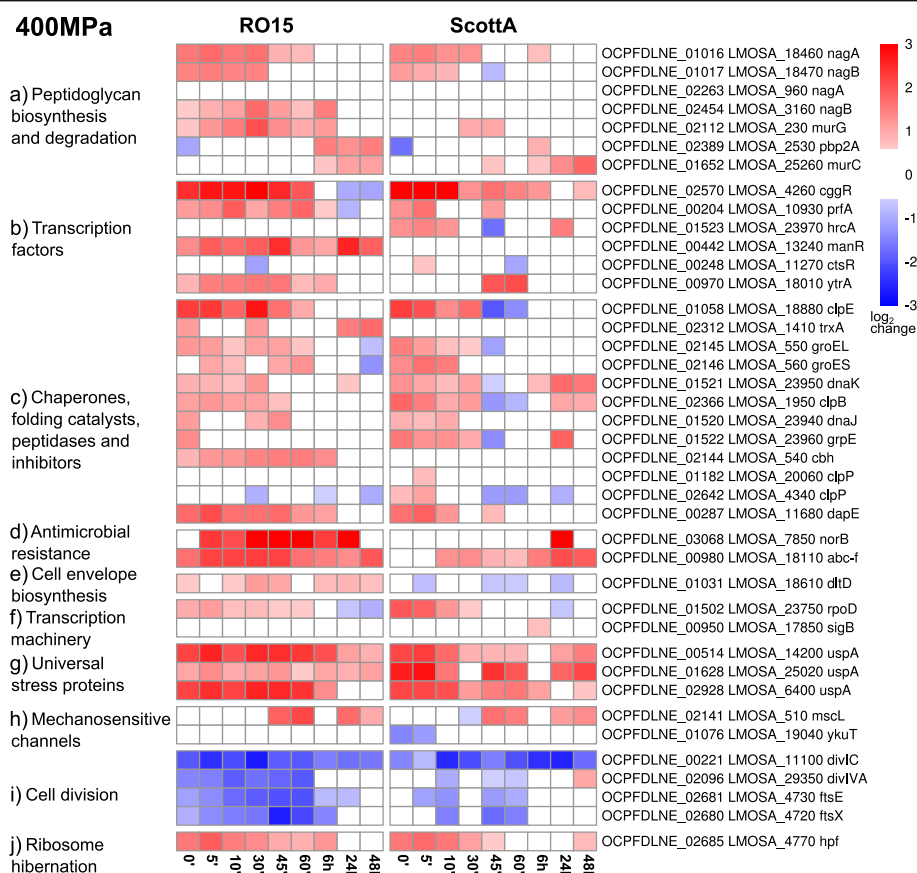 400MPa
RO15
ScottA
a) Peptidoglycan
biosynthesis
and degradation
OCPFDLNE_01016 LMOSA_18460 nagA
OCPFDLNE_01017 LMOSA_18470 nagB
OCPFDLNE_02263 LMOSA_960 nagA
OCPFDLNE_02454 LMOSA_3160 nagB
OCPFDLNE_02112 LMOSA_230 murG
OCPFDLNE_02389 LMOSA_2530 pbp2A
OCPFDLNE_01652 LMOSA_25260 murC
b) Transcription
factors
OCPFDLNE_02570 LMOSA_4260 cggR
OCPFDLNE_00204 LMOSA_10930 prfA
OCPFDLNE_01523 LMOSA_23970 hrcA
OCPFDLNE_00442 LMOSA_13240 manR
OCPFDLNE_00248 LMOSA_11270 ctsR
OCPFDLNE_00970 LMOSA_18010 ytrA
c) Chaperones,
folding catalysts,
peptidases and
inhibitors
OCPFDLNE_01058 LMOSA_18880 clpE
OCPFDLNE_02312 LMOSA_1410 trxA
OCPFDLNE_02145 LMOSA_550 groEL
OCPFDLNE_02146 LMOSA_560 groES
OCPFDLNE_01521 LMOSA_23950 dnaK
OCPFDLNE_02366 LMOSA_1950 clpB
OCPFDLNE_01520 LMOSA_23940 dnaJ
OCPFDLNE_01522 LMOSA_23960 grpE
OCPFDLNE_02144 LMOSA_540 cbh
OCPFDLNE_01182 LMOSA_20060 clpP
OCPFDLNE_02642 LMOSA_4340 clpP
OCPFDLNE_00287 LMOSA_11680 dapE
d) Antimicrobial
resistance
OCPFDLNE_03068 LMOSA_7850 norB
OCPFDLNE_00980 LMOSA_18110 abc-f
e) Cell envelope
biosynthesis
OCPFDLNE_01031 LMOSA_18610 dltD
f) Transcription
machinery
OCPFDLNE_01502 LMOSA_23750 rpoD
OCPFDLNE_00950 LMOSA_17850 sigB
g) Universal
stress proteins
OCPFDLNE_00514 LMOSA_14200 uspA
OCPFDLNE_01628 LMOSA_25020 uspA
OCPFDLNE_02928 LMOSA_6400 uspA
h) Mechanosensitive
channels
OCPFDLNE_02141 LMOSA_510 mscL
OCPFDLNE_01076 LMOSA_19040 ykuT
i) Cell division
OCPFDLNE_00221 LMOSA_11100 divIC
OCPFDLNE_02096 LMOSA_29350 divIVA
OCPFDLNE_02681 LMOSA_4730 ftsE
OCPFDLNE_02680 LMOSA_4720 ftsX
j) Ribosome
hibernation
OCPFDLNE_02685 LMOSA_4770 hpf
0' 5' 10' 30' 45' 60' 6h 24l 48l
0' 5' 10' 30' 45' 60' 6h 24l 48l
3
2
1
0
-1
-2
-3
log2
change